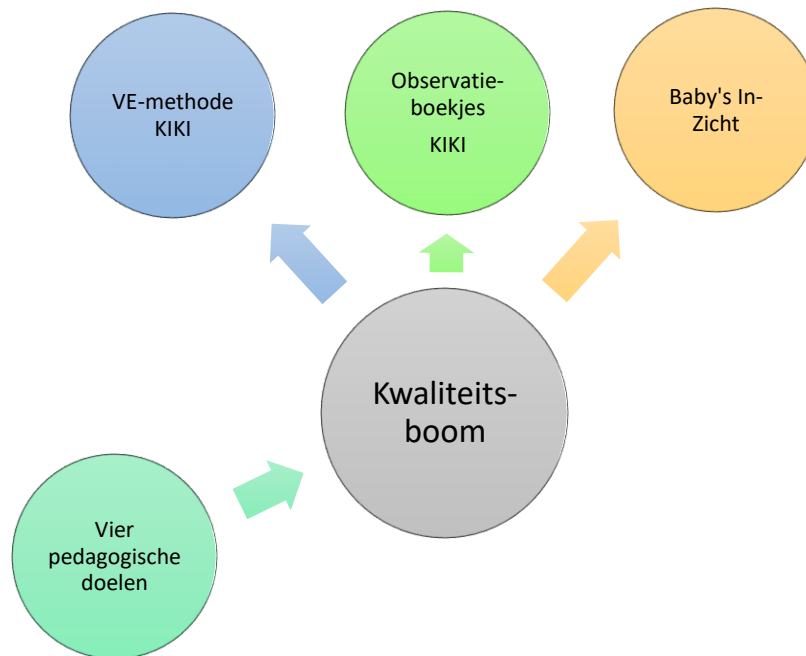 VE-methode
KIKI
Observatie-
boekjes
KIKI
Baby's In-
Zicht
Kwaliteits-
boom
Vier
pedagogische
doelen